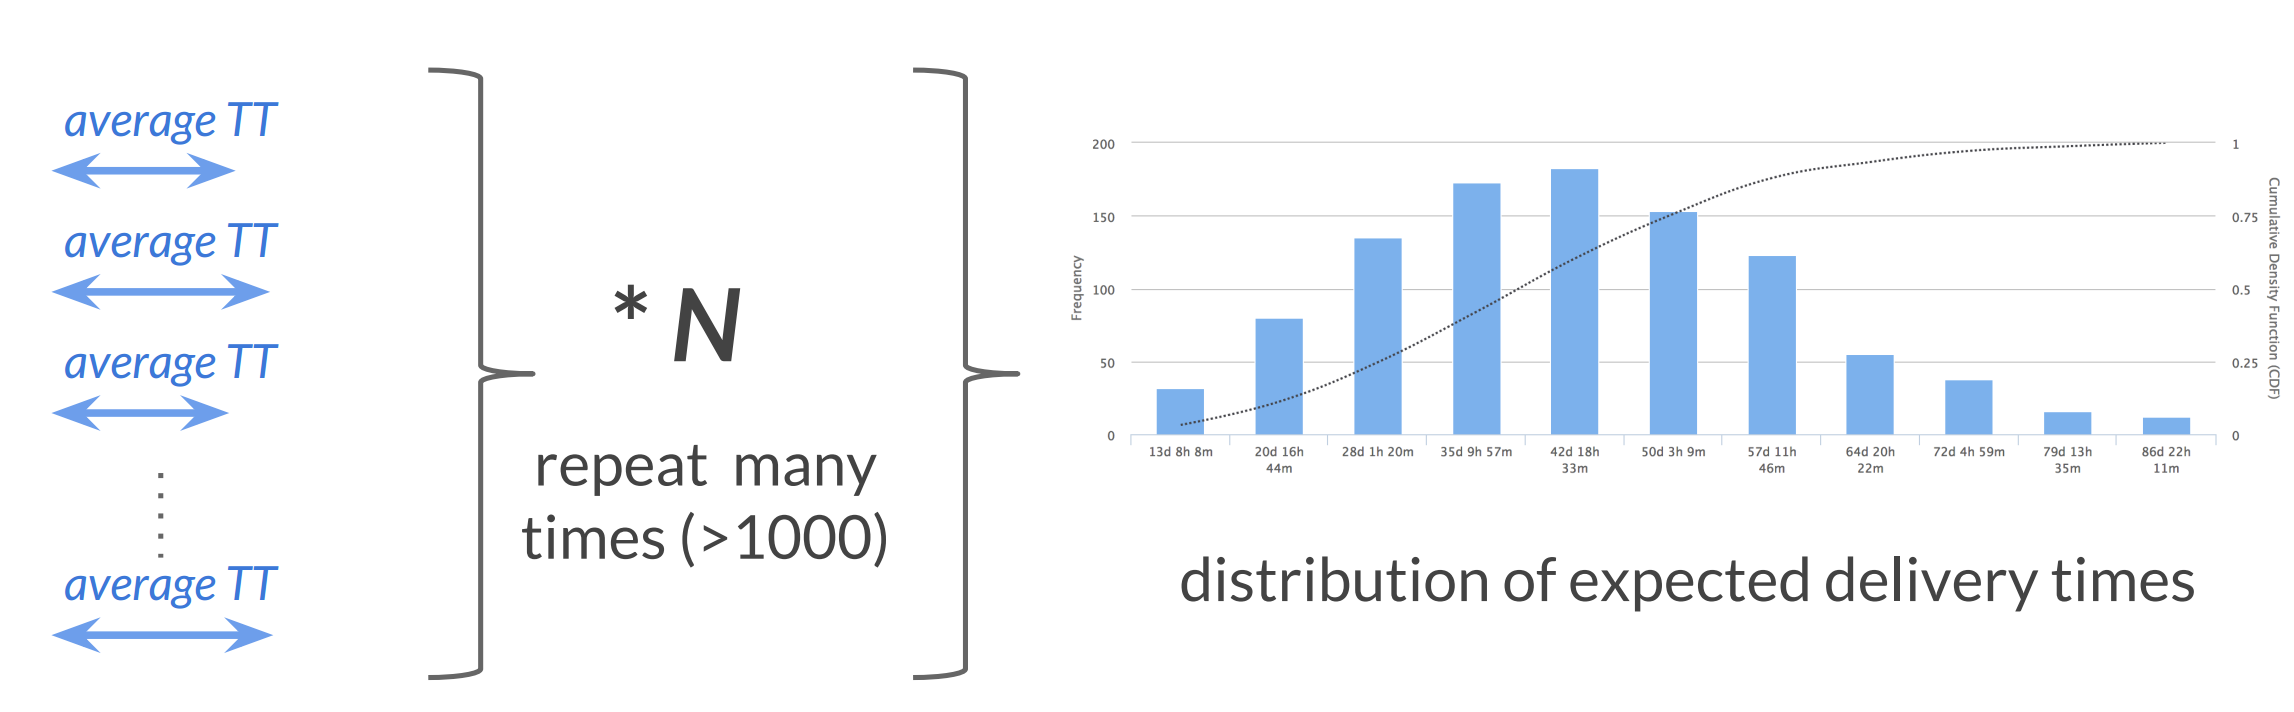 average TT
average TT
average TT
average TT
* N
repeat many
times (>1000)
200
150
100
50
0
Frequency
13d 8h 8m
20d 16h
44m
28d 1h 20m
35d 9h 57m
42d 18h
33m
50d 3h 9m
57d 11h
46m
64d 20h
22m
72d 4h 59m
79d 13h
35m
86d 22h
11m
1
0.75
0.5
0.25
0
Cumulative Density Function (CDF)
distribution of expected delivery times